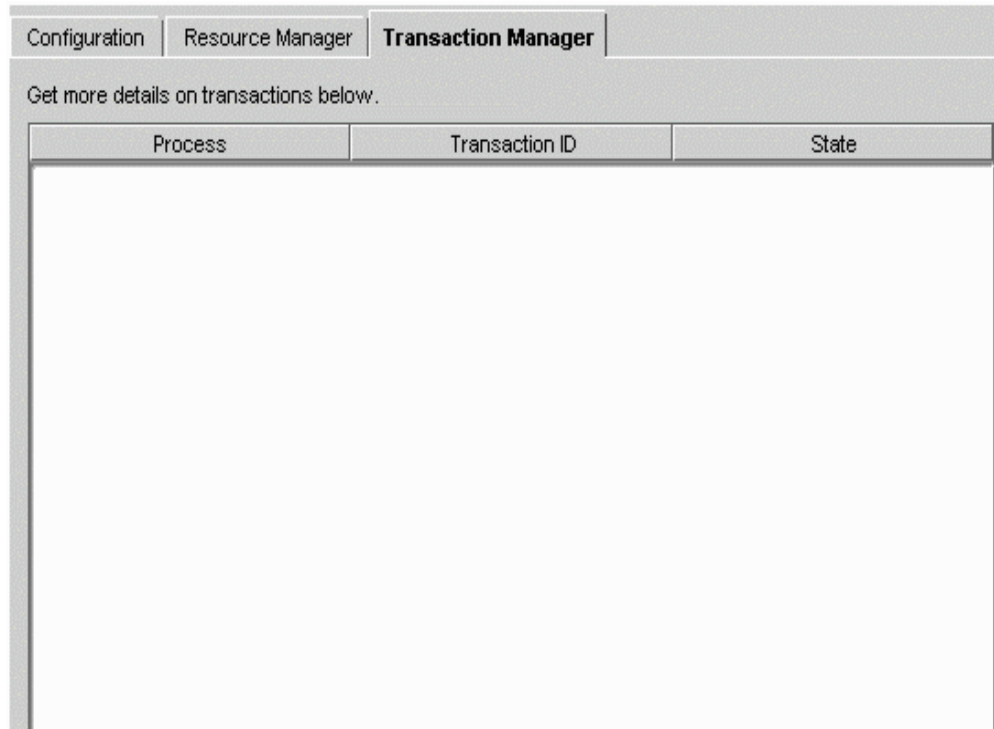 Configuration Resource Manager Transaction Manager
Get more details on transactions below.
Process Transaction ID State